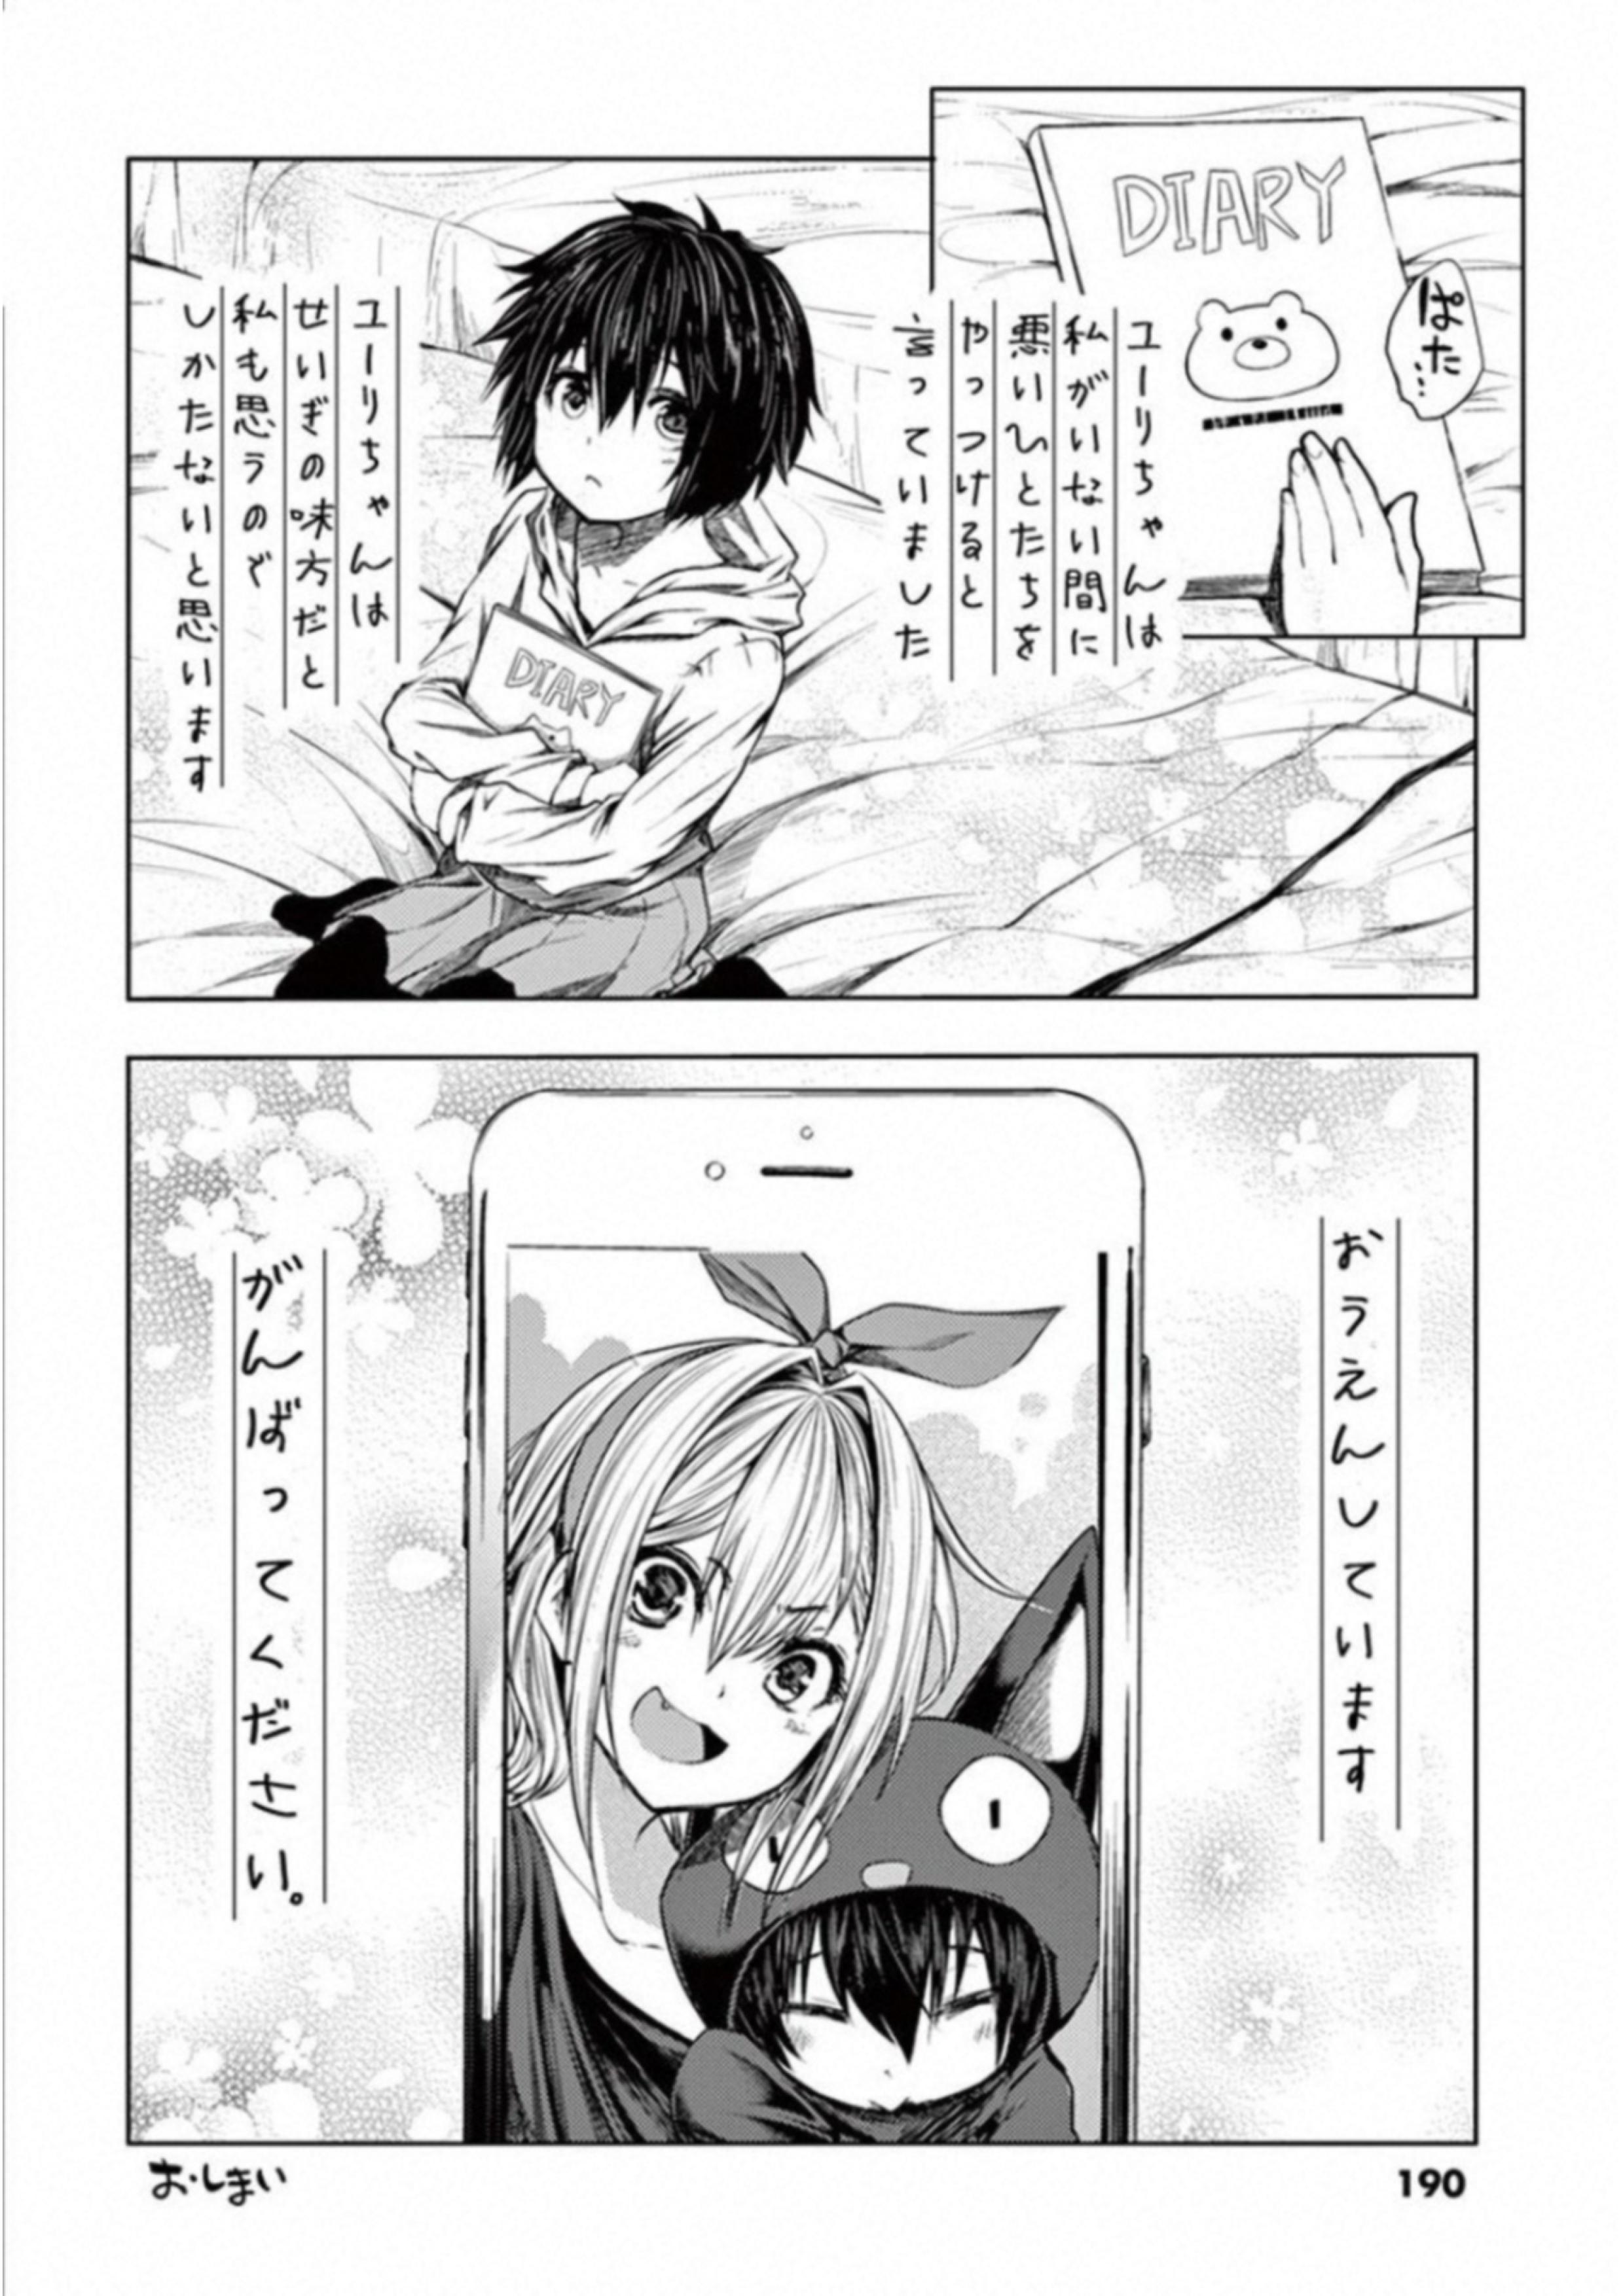 DIARY
ぱた…
ユーリちゃんは
私がいない間に
悪いひとたちを
やっつけると
言っていました
DIARY
ユーリちゃんは
せいぎの味方だと
私も思うので
しかたないと思います
おうえんしています
がんばってください。
お・しまい
190